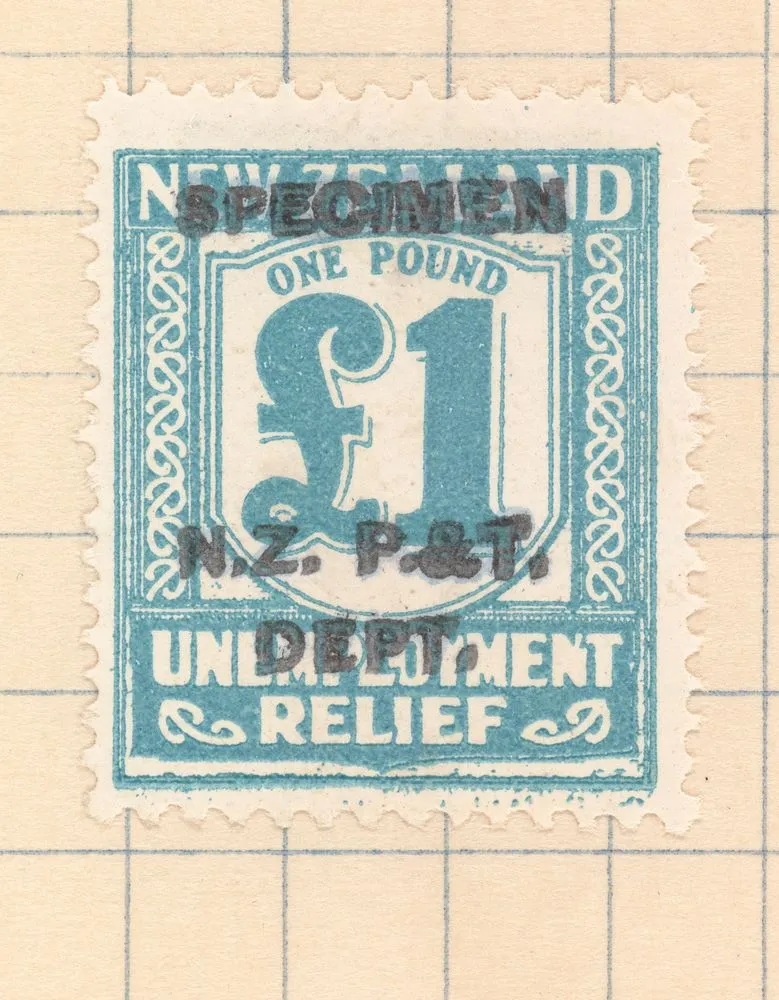 NEW ZEALAND
SPECIMEN
ONE POUND
£1
N.Z. P.&T.
DEPT.
UNEMPLOYMENT
RELIEF